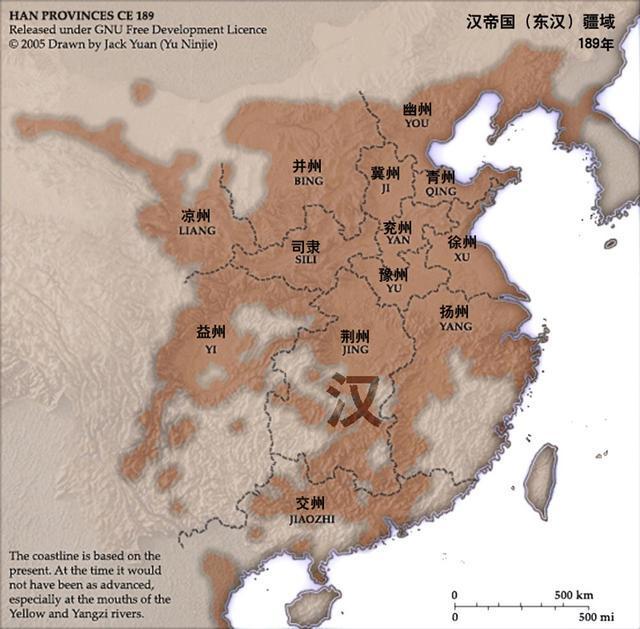 HAN PROVINCES CE 189
Released under GNU Free Development Licence
© 2005 Drawn by Jack Yuan (Yu Ninjie)
汉帝国（东汉）疆域
189年
幽州
YOU
并州
BING
冀州
JI
青州
QING
凉州
LIANG
兖州
YAN
司隶
SILI
徐州
XU
豫州
YU
扬州
YANG
益州
YI
荆州
JING
汉
交州
JIAOZHI
The coastline is based on the
present. At the time it would
not have been as advanced,
especially at the mouths of the
Yellow and Yangzi rivers.
0 500 km
0 500 mi